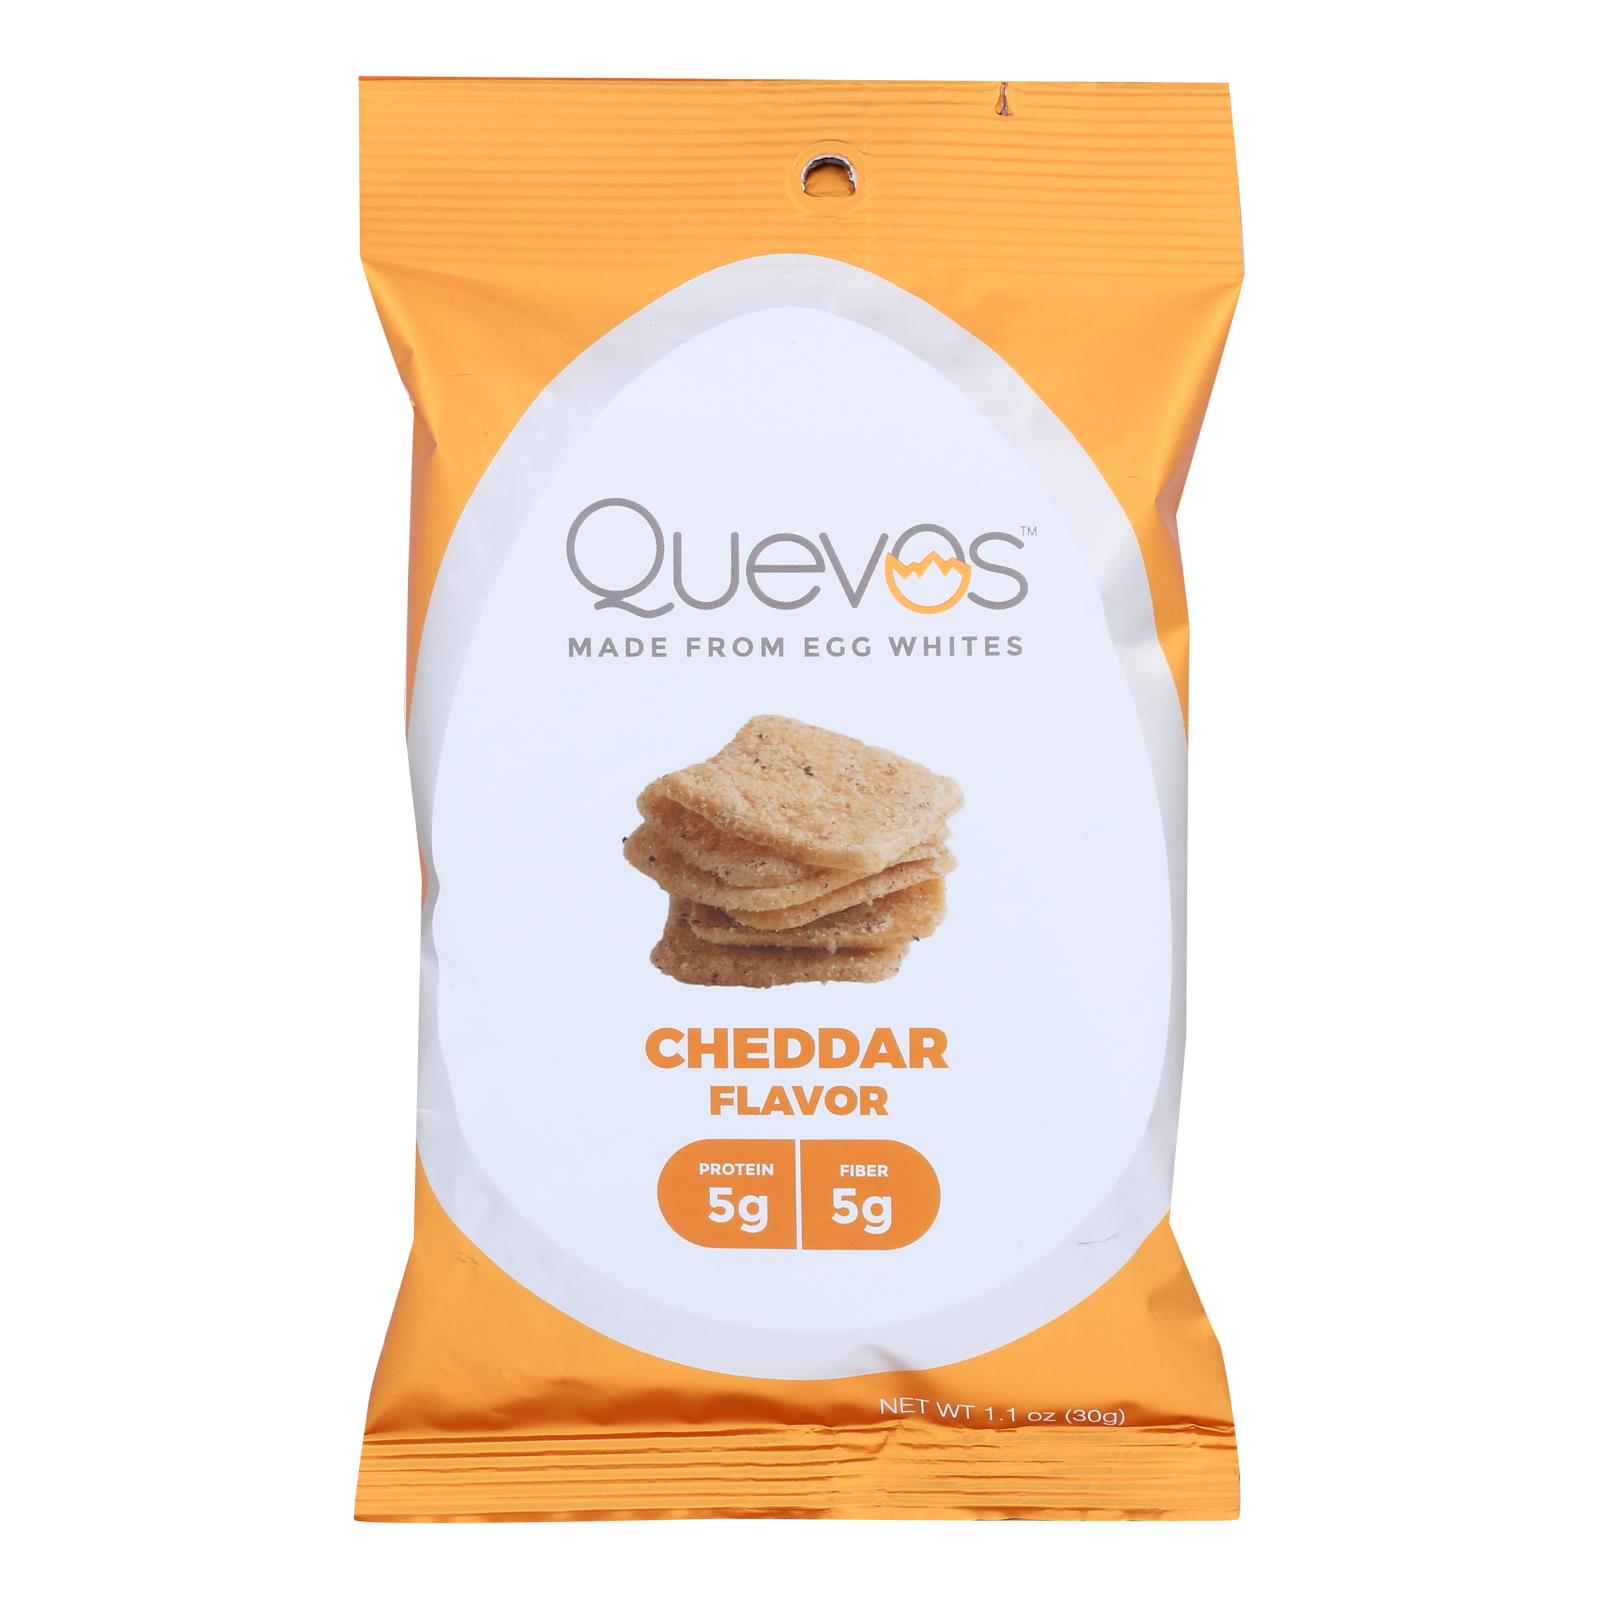 Quevos™
MADE FROM EGG WHITES
CHEDDAR
FLAVOR
PROTEIN
5g
FIBER
5g
NET WT 1.1 oz (30g)